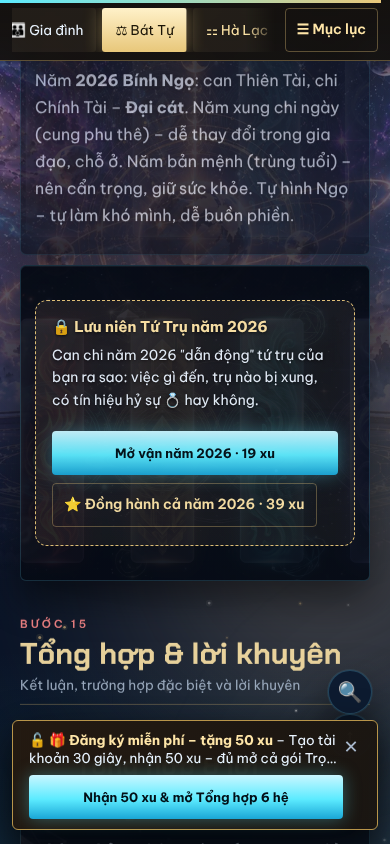 Gia đình
Bát Tự
Hà Lạc
☰ Mục lục
Năm 2026 Bính Ngọ: can Thiên Tài, chi
Chính Tài – Đại cát. Năm xung chi ngày
(cung phu thê) – dễ thay đổi trong gia
đạo, chỗ ở. Năm bản mệnh (trùng tuổi) –
nên cẩn trọng, giữ sức khỏe. Tự hình Ngọ
– tự làm khó mình, dễ buồn phiền.
🔒 Lưu niên Tứ Trụ năm 2026
Can chi năm 2026 "dẫn động" tứ trụ của
bạn ra sao: việc gì đến, trụ nào bị xung,
có tín hiệu hỷ sự 💍 hay không.
Mở vận năm 2026 · 19 xu
⭐ Đồng hành cả năm 2026 · 39 xu
BƯỚC 15
Tổng hợp & lời khuyên
Kết luận, trường hợp đặc biệt và lời khuyên
🔓 🎁 Đăng ký miễn phí – tặng 50 xu – Tạo tài
khoản 30 giây, nhận 50 xu – đủ mở cả gói Trọ...
Nhận 50 xu & mở Tổng hợp 6 hệ